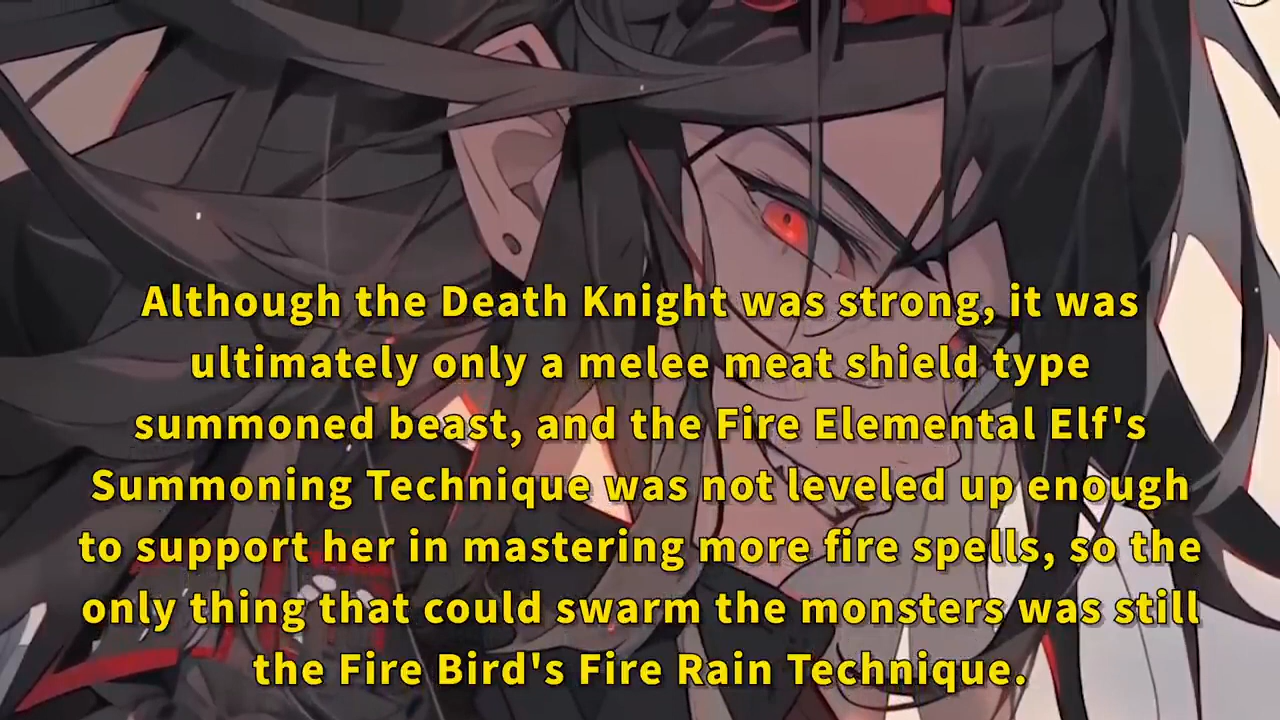 Although the Death Knight was strong, it was
ultimately only a melee meat shield type
summoned beast, and the Fire Elemental Elf's
Summoning Technique was not leveled up enough
to support her in mastering more fire spells, so the
only thing that could swarm the monsters was still
the Fire Bird's Fire Rain Technique.